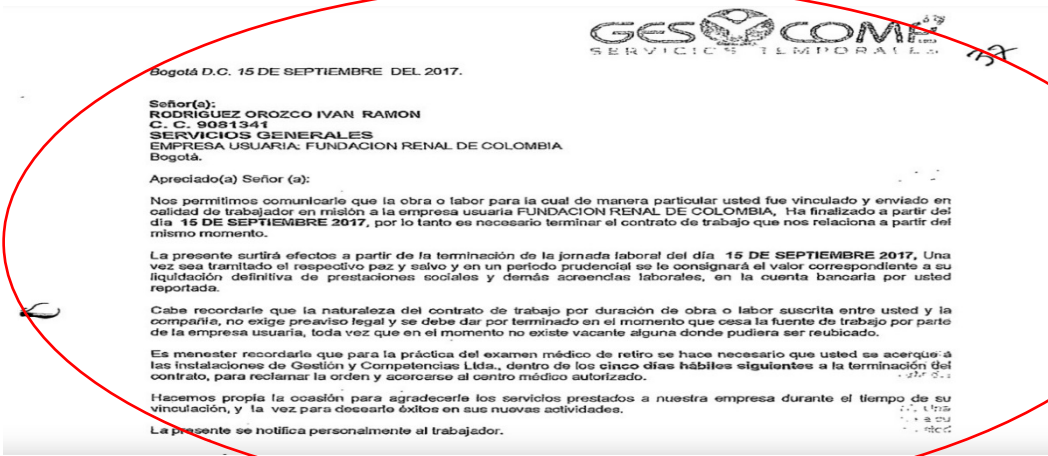 GESYCOMP
SERVICIOS TEMPORALES
37
Bogotá D.C. 15 DE SEPTIEMBRE DEL 2017.
Señor(a):
RODRIGUEZ OROZCO IVAN RAMON
C. C. 9081341
SERVICIOS GENERALES
EMPRESA USUARIA: FUNDACION RENAL DE COLOMBIA
Bogotá.
Apreciado(a) Señor (a):
Nos permitimos comunicarle que la obra o labor para la cual de manera particular usted fue vinculado y enviado en
calidad de trabajador en misión a la empresa usuaria FUNDACION RENAL DE COLOMBIA, Ha finalizado a partir del
día 15 DE SEPTIEMBRE 2017, por lo tanto es necesario terminar el contrato de trabajo que nos relaciona a partir del
mismo momento.
La presente surtirá efectos a partir de la terminación de la jornada laboral del día 15 DE SEPTIEMBRE 2017, Una
vez sea tramitado el respectivo paz y salvo y en un periodo prudencial se le consignará el valor correspondiente a su
liquidación definitiva de prestaciones sociales y demás acreencias laborales, en la cuenta bancaria por usted
reportada.
Cabe recordarle que la naturaleza del contrato de trabajo por duración de obra o labor suscrita entre usted y la
compañía, no exige preaviso legal y se debe dar por terminado en el momento que cesa la fuente de trabajo por parte
de la empresa usuaria, toda vez que en el momento no existe vacante alguna donde pudiera ser reubicado.
Es menester recordarle que para la práctica del examen médico de retiro se hace necesario que usted se acerque a
las instalaciones de Gestión y Competencias Ltda., dentro de los cinco días hábiles siguientes a la terminación del
contrato, para reclamar la orden y acercarse al centro médico autorizado.
Hacemos propia la ocasión para agradecerle los servicios prestados a nuestra empresa durante el tiempo de su
vinculación, y la vez para desearle éxitos en sus nuevas actividades.
La presente se notifica personalmente al trabajador.